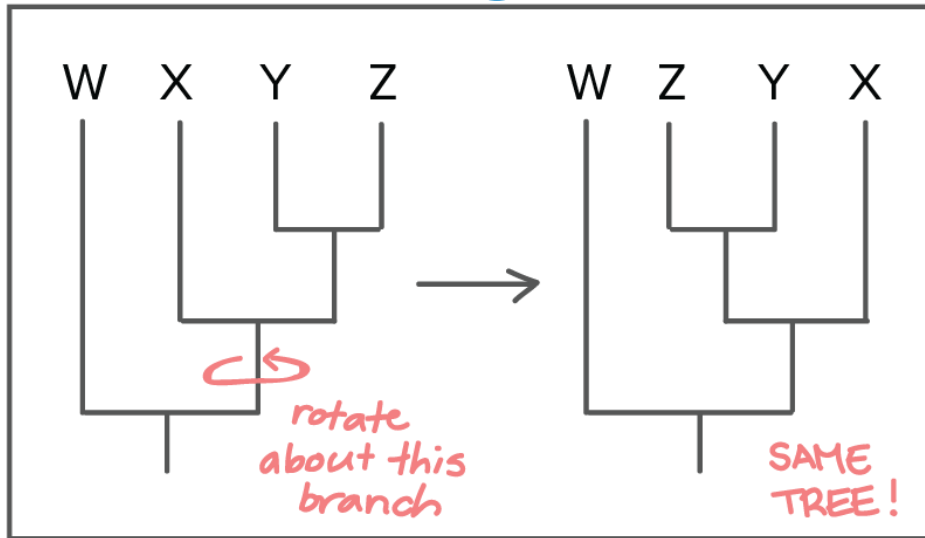 W X Y Z
W Z Y X
rotate
about this
branch
SAME
TREE!